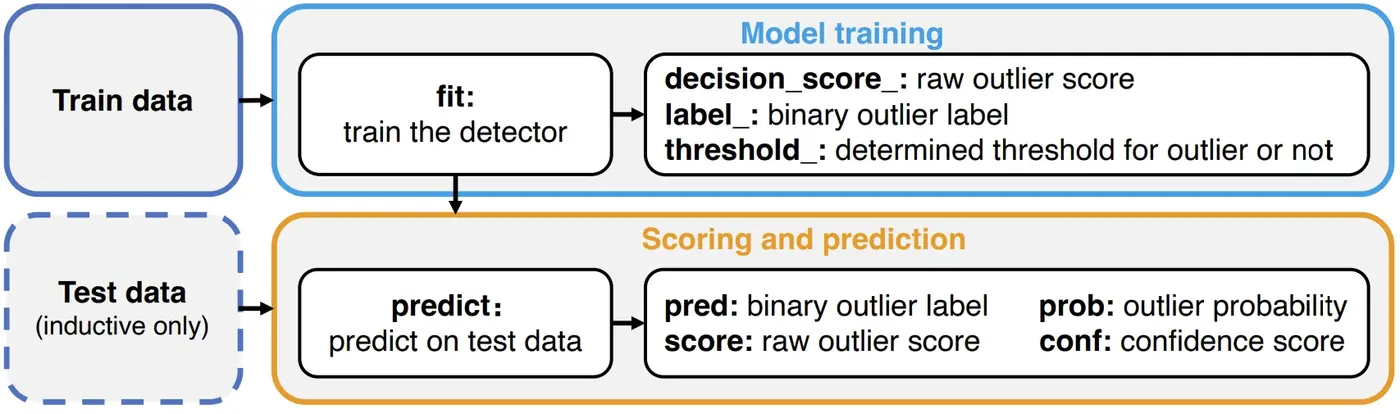 Model training
Train data
fit:
train the detector
decision_score_: raw outlier score
label_: binary outlier label
threshold_: determined threshold for outlier or not
Scoring and prediction
Test data
(inductive only)
predict:
predict on test data
pred: binary outlier label
prob: outlier probability
score: raw outlier score
conf: confidence score